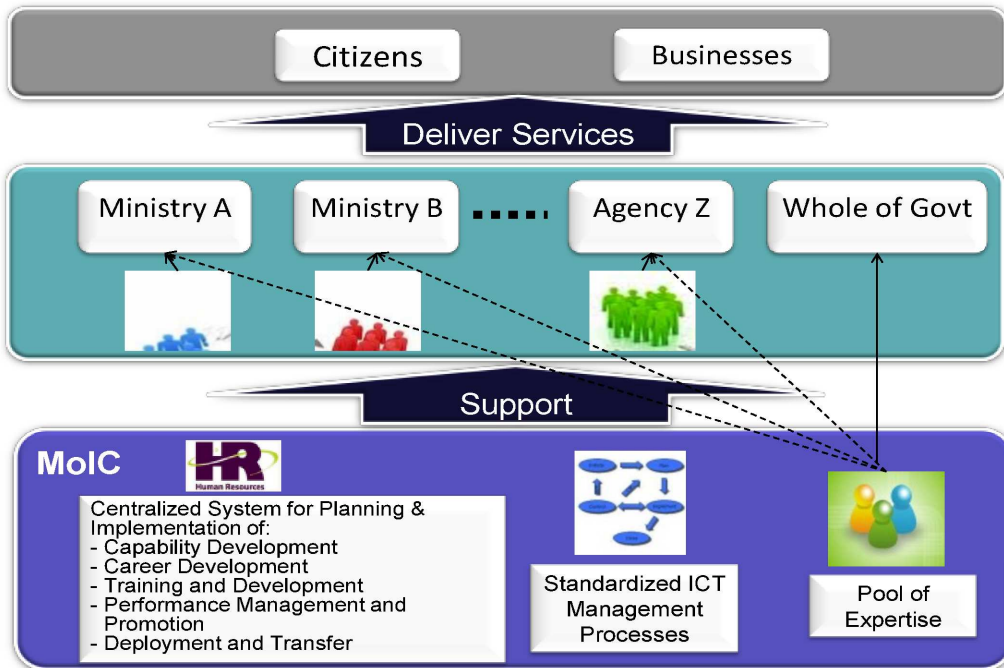 Citizens
Businesses
Deliver Services
Ministry A
Ministry B
Agency Z
Whole of Govt
Support
MoIC
HR
Human Resources
Centralized System for Planning &
Implementation of:
- Capability Development
- Career Development
- Training and Development
- Performance Management and
Promotion
- Deployment and Transfer
Standardized ICT
Management
Processes
Pool of
Expertise